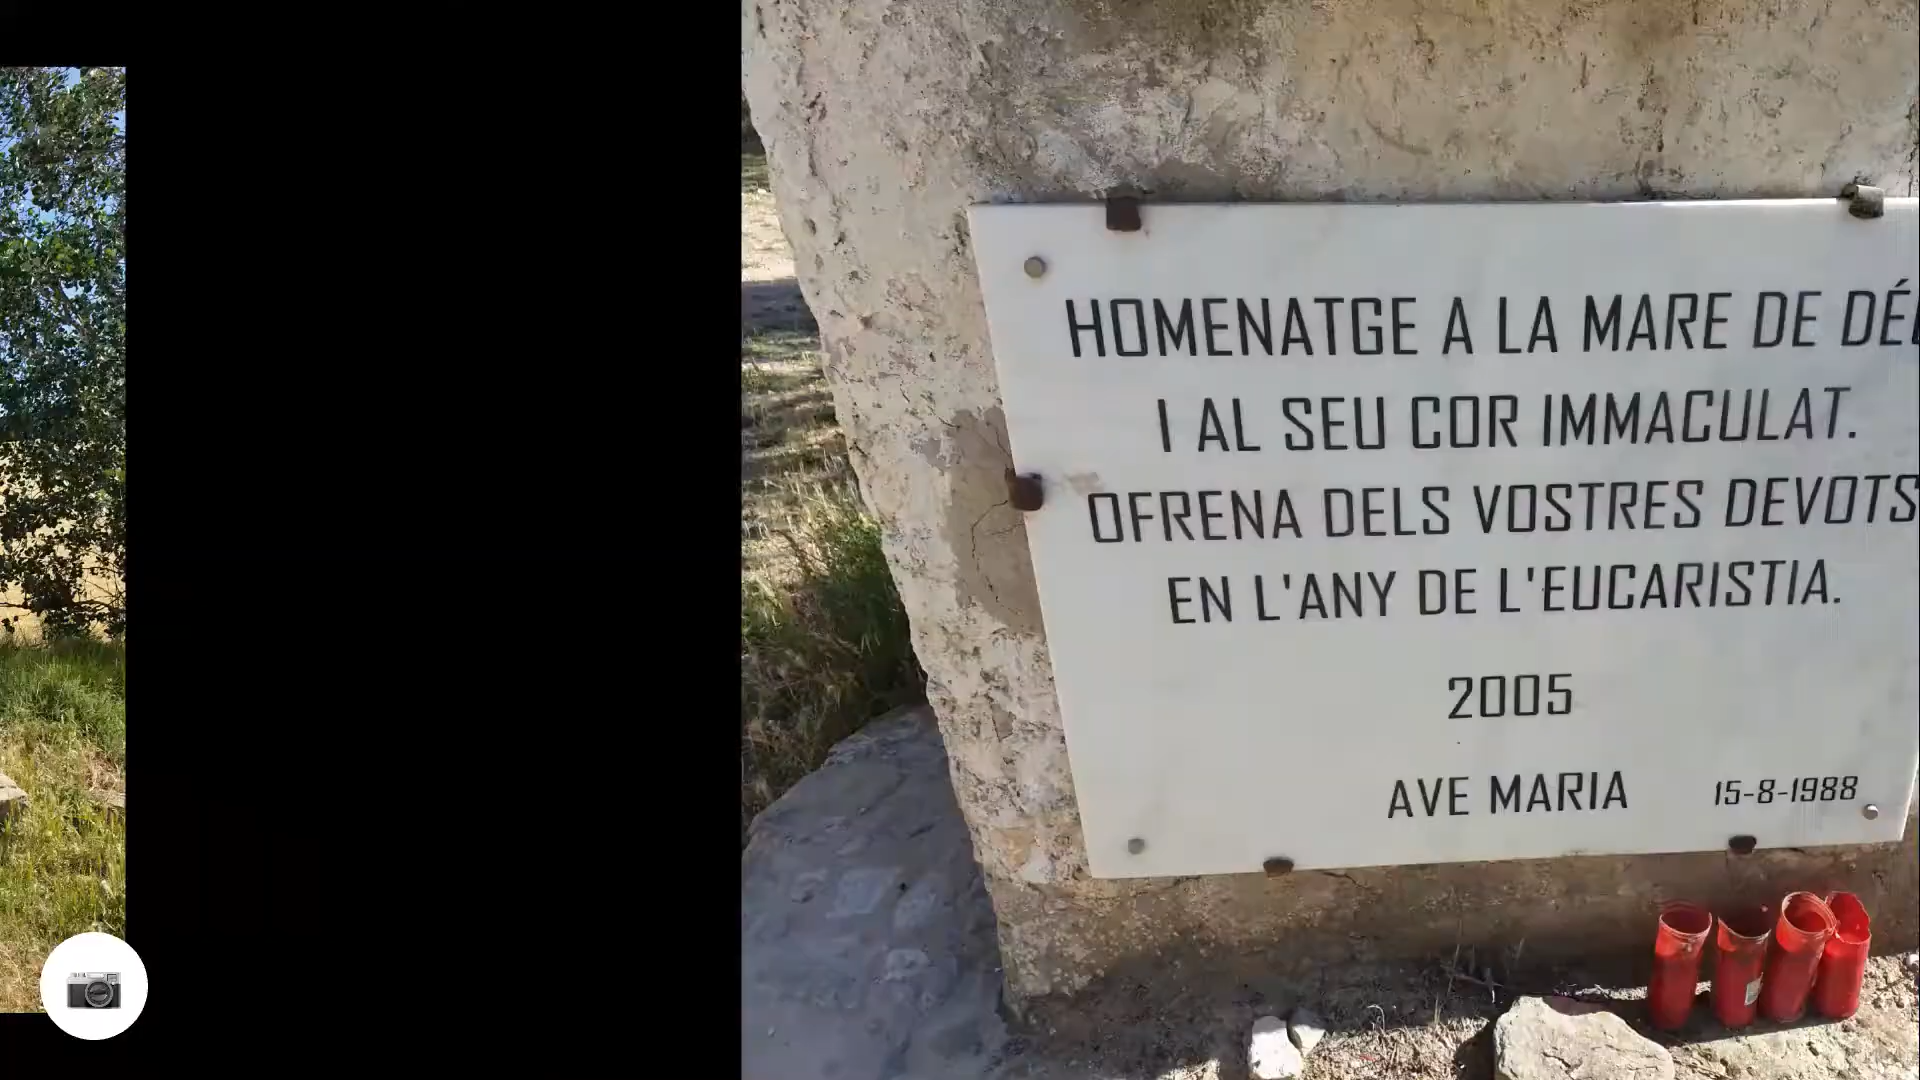 HOMENATGE A LA MARE DE DÉ
I AL SEU COR IMMACULAT.
OFRENA DELS VOSTRES DEVOTS
EN L'ANY DE L'EUCARISTIA.
2005
AVE MARIA 15-8-1988